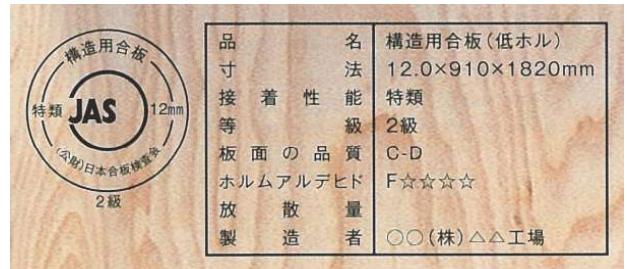 構造用合板
特類 JAS 12mm
(公財)日本合板検査会
2級
品名 構造用合板(低ホル)
寸法 12.0×910×1820mm
接着性能 特類
等級 2級
板面の品質 C-D
ホルムアルデヒド F☆☆☆☆
放散量
製造者 ○○(株)△△工場